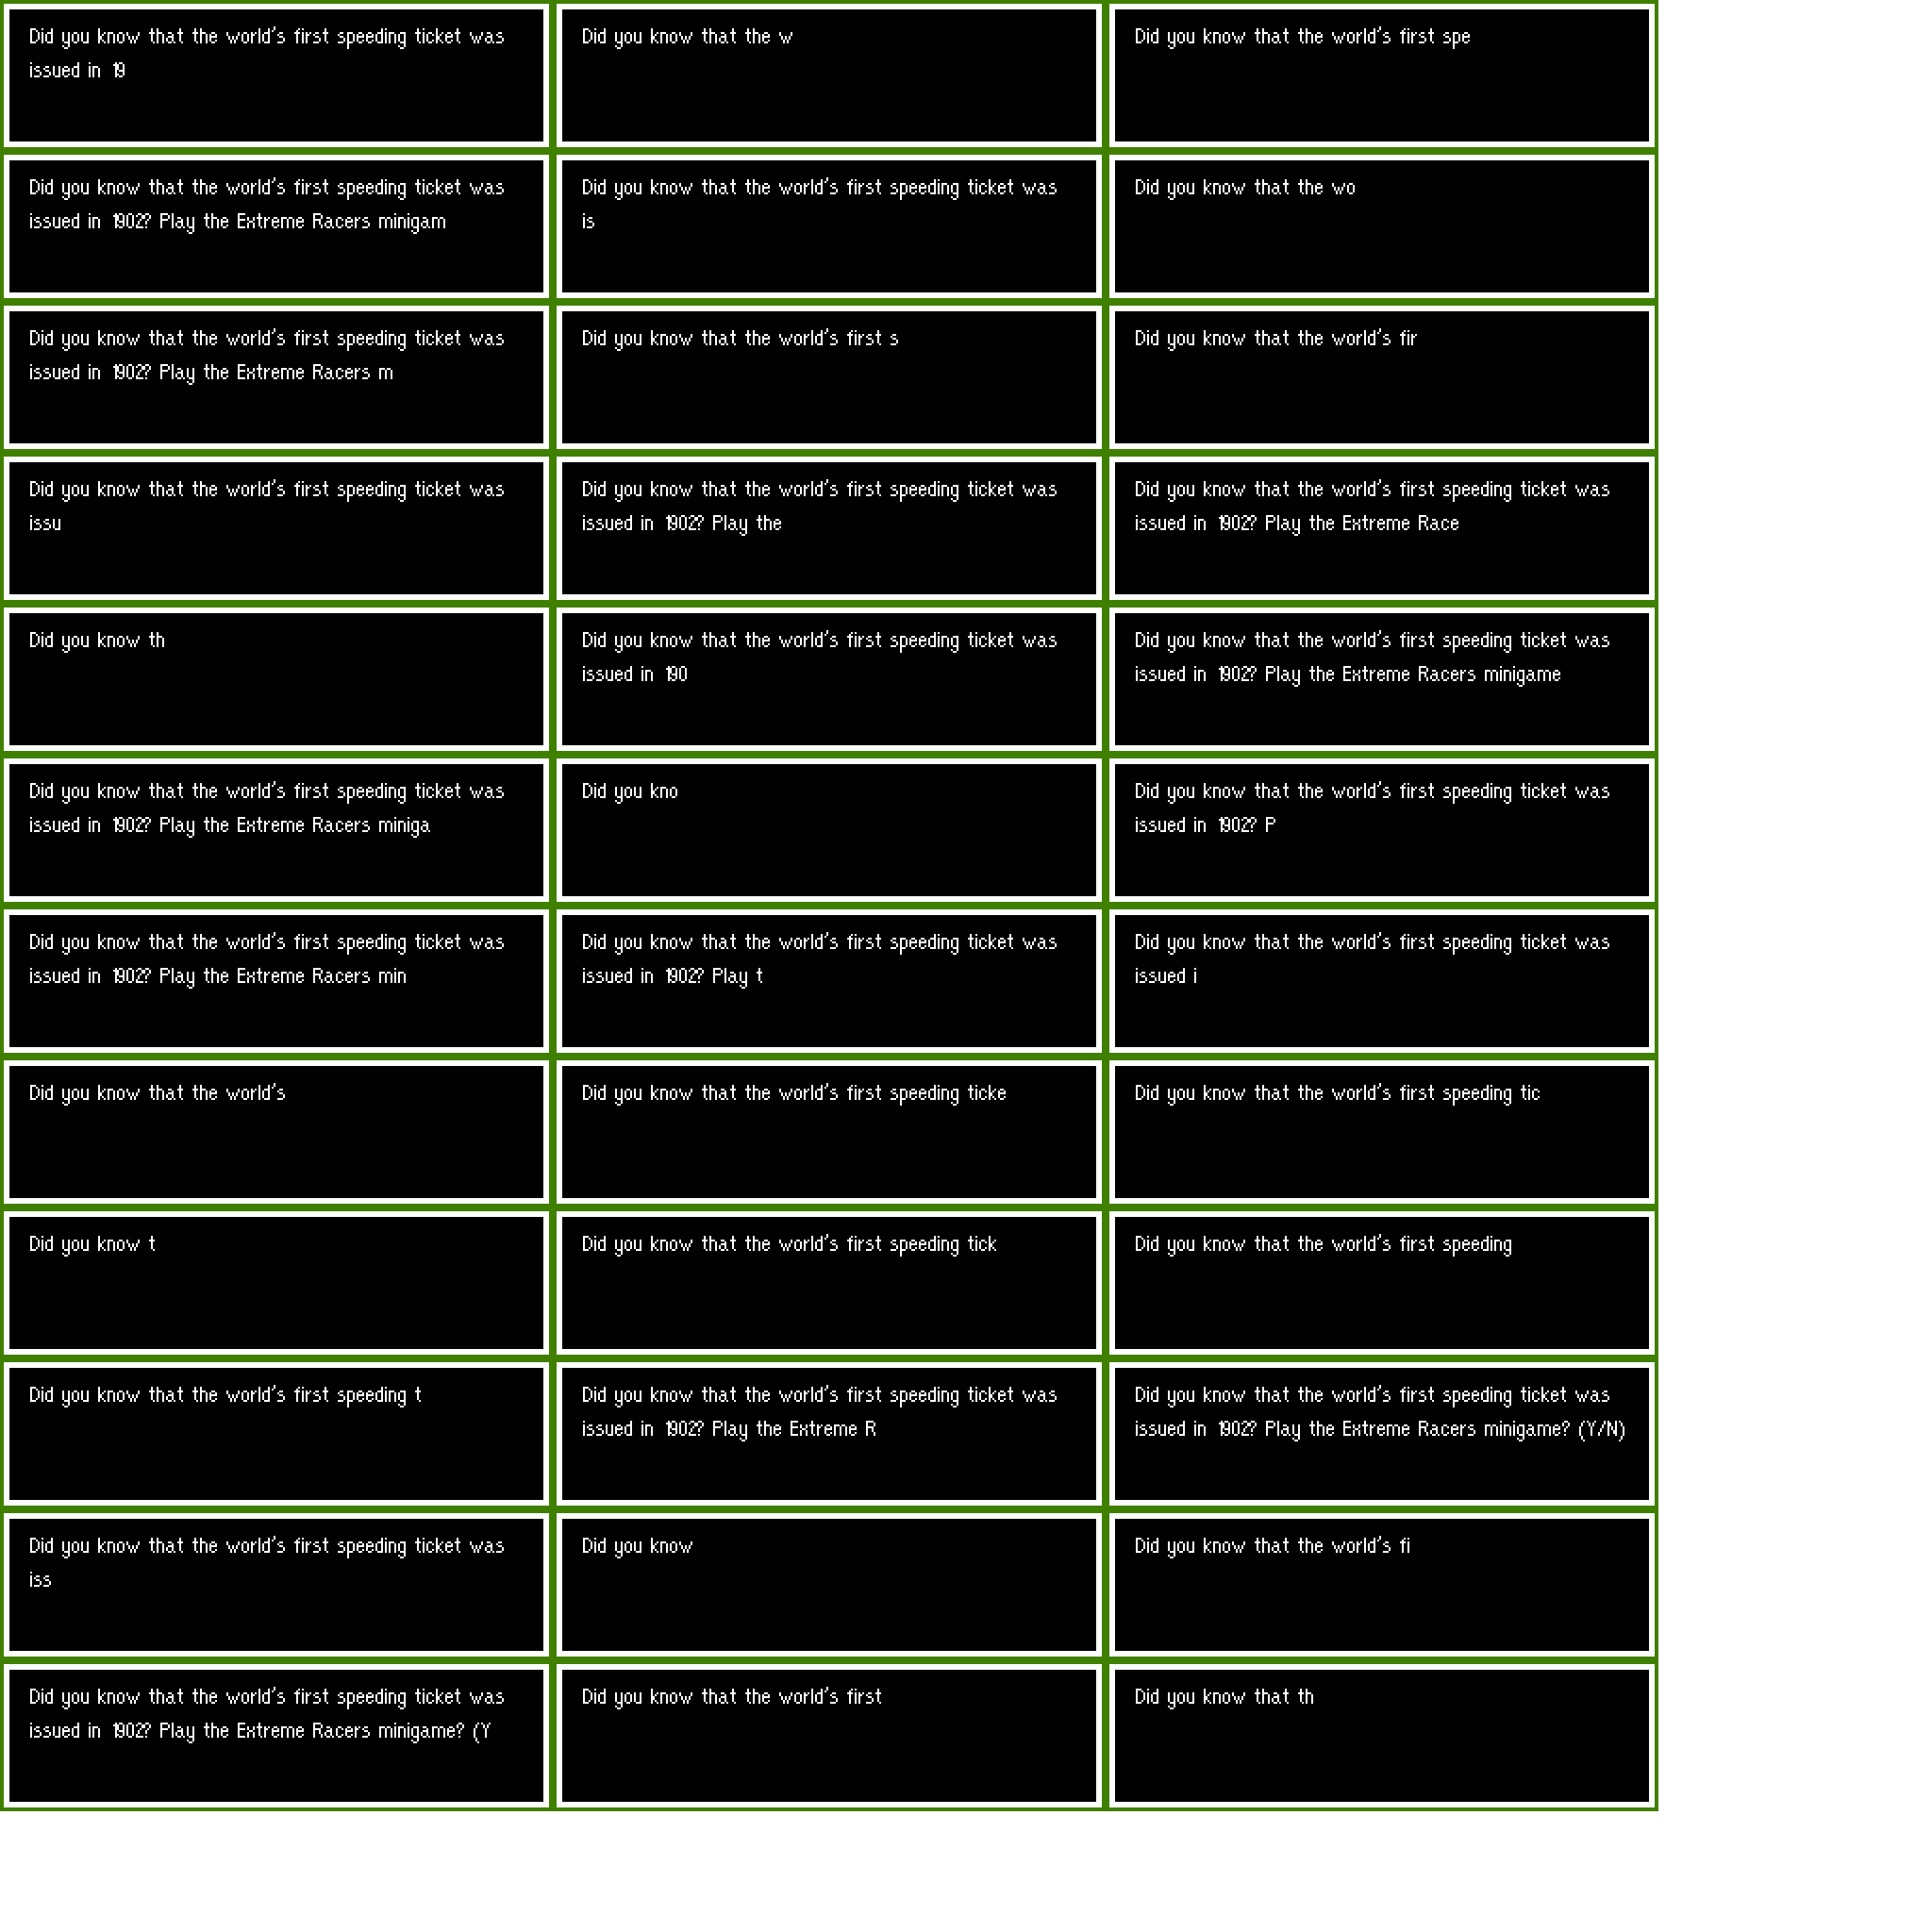 Did you know that the world's first speeding ticket was
issued in 19
Did you know that the w
Did you know that the world's first spe
Did you know that the world's first speeding ticket was
issued in 1902? Play the Extreme Racers minigam
Did you know that the world's first speeding ticket was
is
Did you know that the wo
Did you know that the world's first speeding ticket was
issued in 1902? Play the Extreme Racers m
Did you know that the world's first s
Did you know that the world's fir
Did you know that the world's first speeding ticket was
issu
Did you know that the world's first speeding ticket was
issued in 1902? Play the
Did you know that the world's first speeding ticket was
issued in 1902? Play the Extreme Race
Did you know th
Did you know that the world's first speeding ticket was
issued in 190
Did you know that the world's first speeding ticket was
issued in 1902? Play the Extreme Racers minigame
Did you know that the world's first speeding ticket was
issued in 1902? Play the Extreme Racers miniga
Did you kno
Did you know that the world's first speeding ticket was
issued in 1902? P
Did you know that the world's first speeding ticket was
issued in 1902? Play the Extreme Racers min
Did you know that the world's first speeding ticket was
issued in 1902? Play t
Did you know that the world's first speeding ticket was
issued i
Did you know that the world's
Did you know that the world's first speeding ticke
Did you know that the world's first speeding tic
Did you know t
Did you know that the world's first speeding tick
Did you know that the world's first speeding
Did you know that the world's first speeding t
Did you know that the world's first speeding ticket was
issued in 1902? Play the Extreme R
Did you know that the world's first speeding ticket was
issued in 1902? Play the Extreme Racers minigame? (Y/N)
Did you know that the world's first speeding ticket was
iss
Did you know
Did you know that the world's fi
Did you know that the world's first speeding ticket was
issued in 1902? Play the Extreme Racers minigame? (Y
Did you know that the world's first
Did you know that th